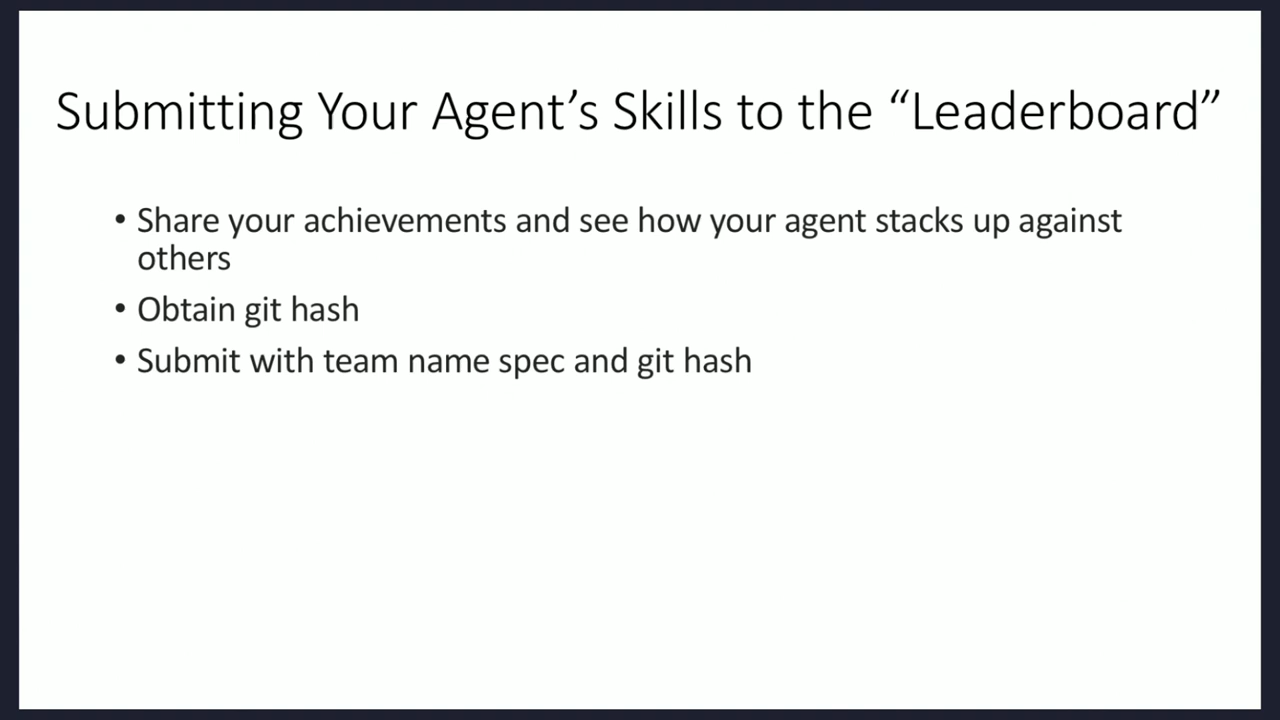 Submitting Your Agent’s Skills to the “Leaderboard”
• Share your achievements and see how your agent stacks up against
others
• Obtain git hash
• Submit with team name spec and git hash